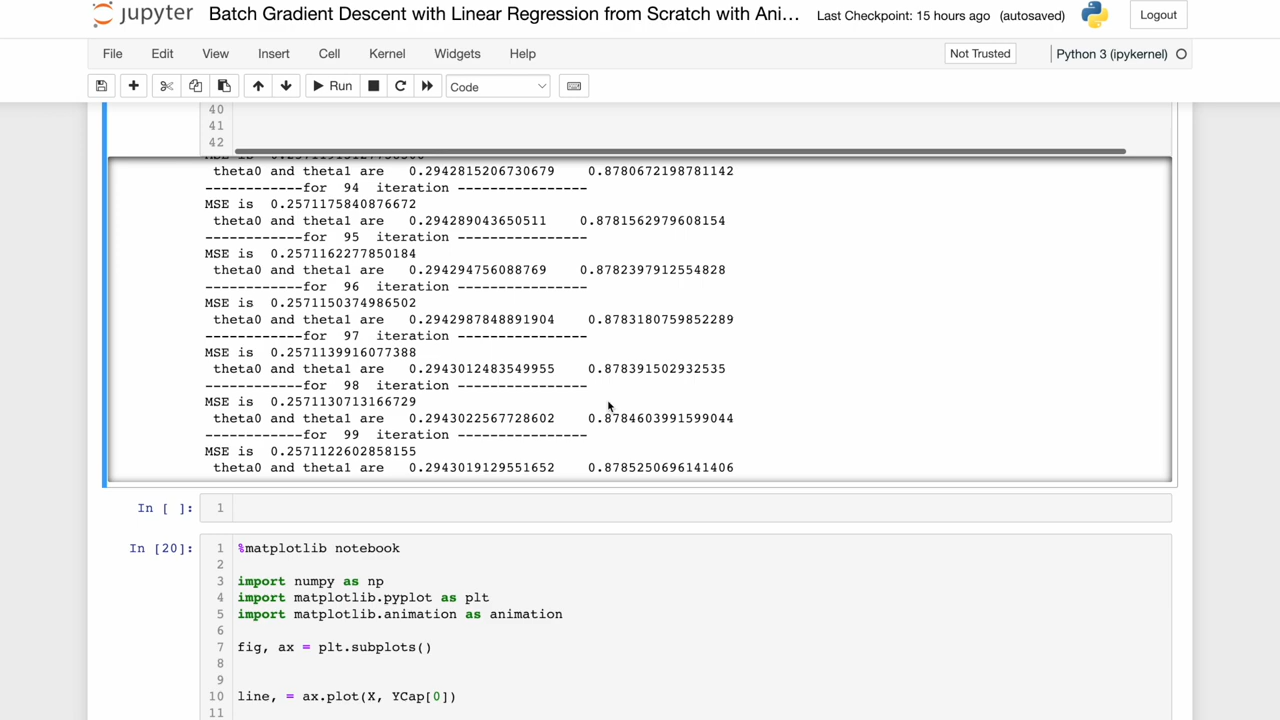 jupyter Batch Gradient Descent with Linear Regression from Scratch with Ani... Last Checkpoint: 15 hours ago (autosaved) Logout
File Edit View Insert Cell Kernel Widgets Help Not Trusted Python 3 (ipykernel)
Run Code
40
41
42
theta0 and theta1 are 0.2942815206730679 0.8780672198781142
------------for 94 iteration ----------------
MSE is 0.2571175840876672
theta0 and theta1 are 0.294289043650511 0.8781562979608154
------------for 95 iteration ----------------
MSE is 0.2571162277850184
theta0 and theta1 are 0.294294756088769 0.8782397912554828
------------for 96 iteration ----------------
MSE is 0.2571150374986502
theta0 and theta1 are 0.2942987848891904 0.8783180759852289
------------for 97 iteration ----------------
MSE is 0.2571139916077388
theta0 and theta1 are 0.2943012483549955 0.878391502932535
------------for 98 iteration ----------------
MSE is 0.2571130713166729
theta0 and theta1 are 0.2943022567728602 0.8784603991599044
------------for 99 iteration ----------------
MSE is 0.2571122602858155
theta0 and theta1 are 0.2943019129551652 0.8785250696141406
In [ ]: 1
In [20]: 1 %matplotlib notebook
2
3 import numpy as np
4 import matplotlib.pyplot as plt
5 import matplotlib.animation as animation
6
7 fig, ax = plt.subplots()
8
9
10 line, = ax.plot(X, YCap[0])
11